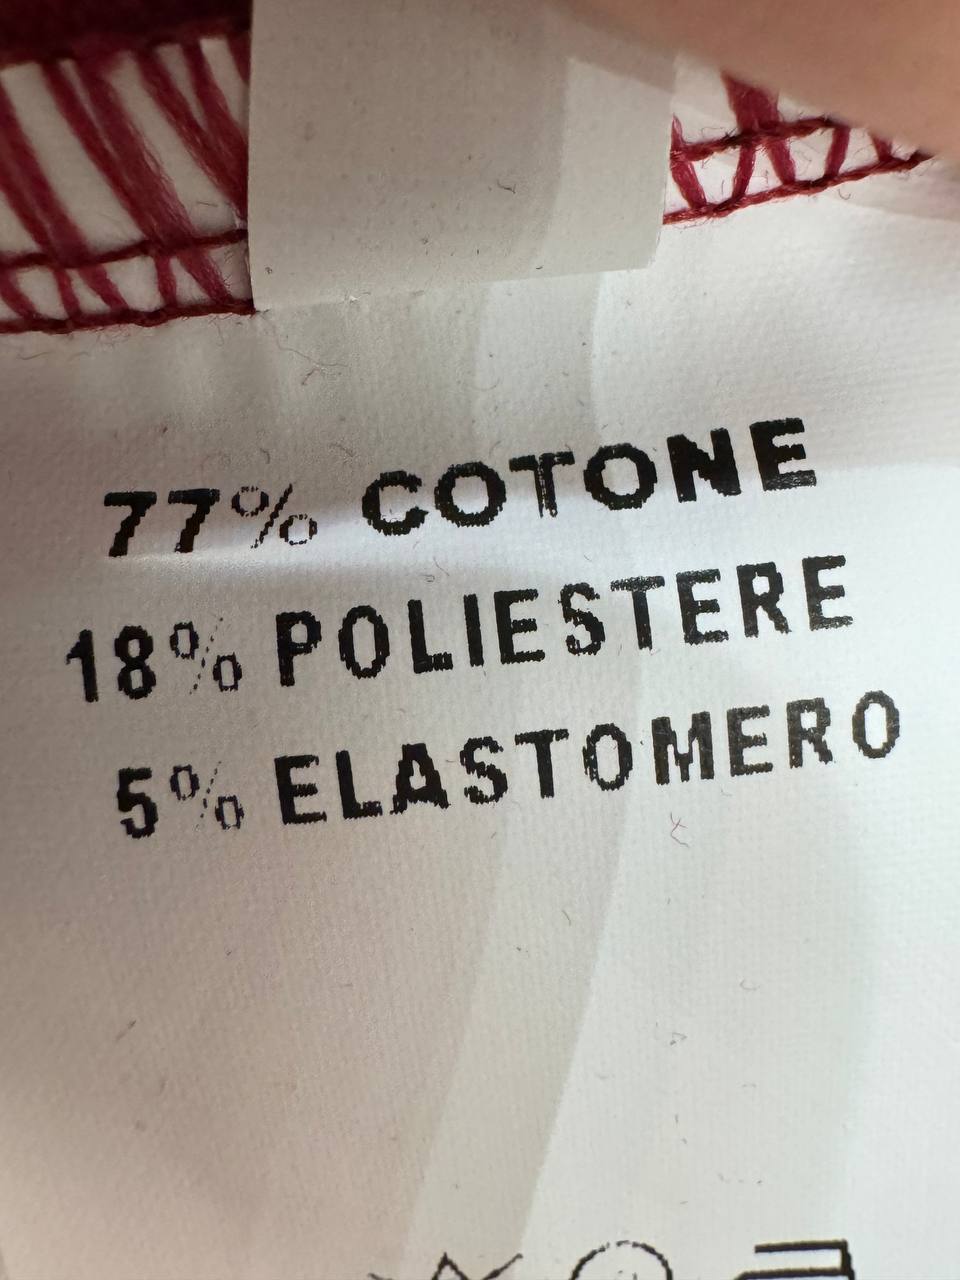 77% COTONE
18% POLIESTERE
5% ELASTOMERO